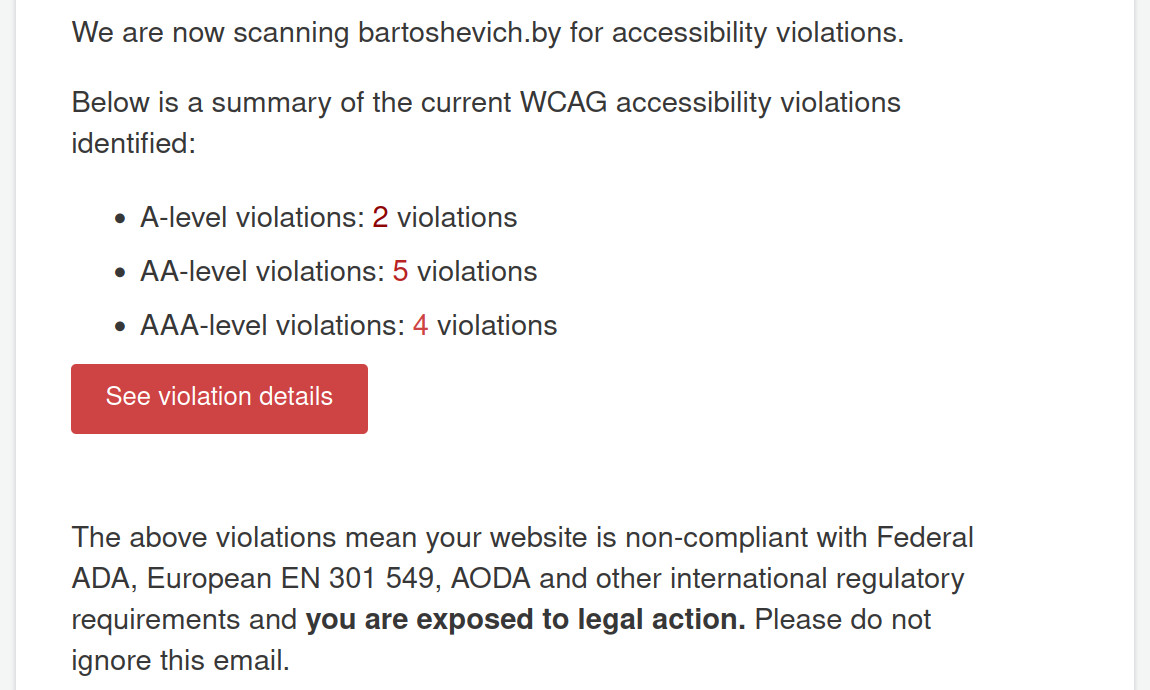 We are now scanning bartoshevich.by for accessibility violations.
Below is a summary of the current WCAG accessibility violations
identified:
• A-level violations: 2 violations
• AA-level violations: 5 violations
• AAA-level violations: 4 violations
See violation details
The above violations mean your website is non-compliant with Federal
ADA, European EN 301 549, AODA and other international regulatory
requirements and you are exposed to legal action. Please do not
ignore this email.